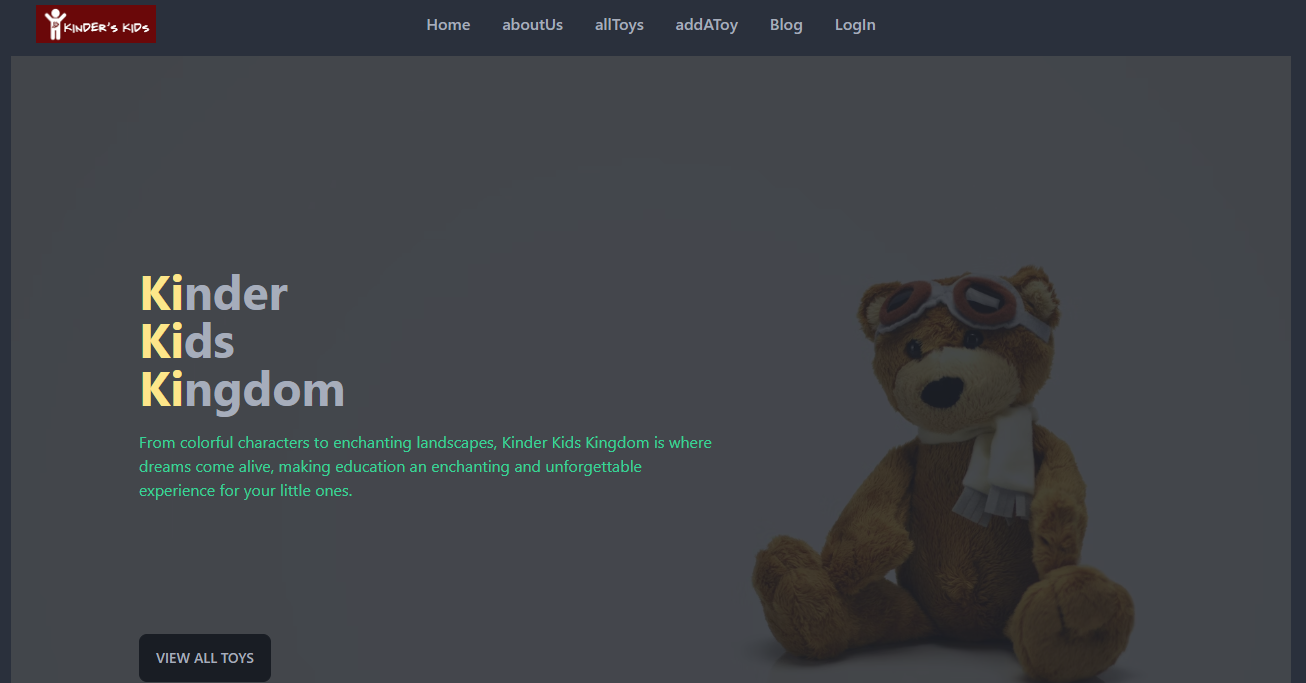 KINDER'S KIDS
Home aboutUs allToys addAToy Blog LogIn
Kinder
Kids
Kingdom
From colorful characters to enchanting landscapes, Kinder Kids Kingdom is where
dreams come alive, making education an enchanting and unforgettable
experience for your little ones.
VIEW ALL TOYS